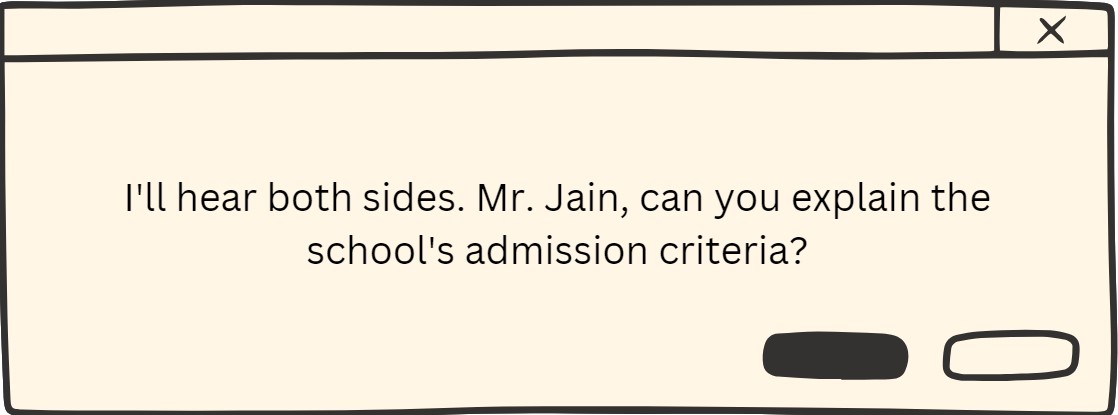 I'll hear both sides. Mr. Jain, can you explain the
school's admission criteria?